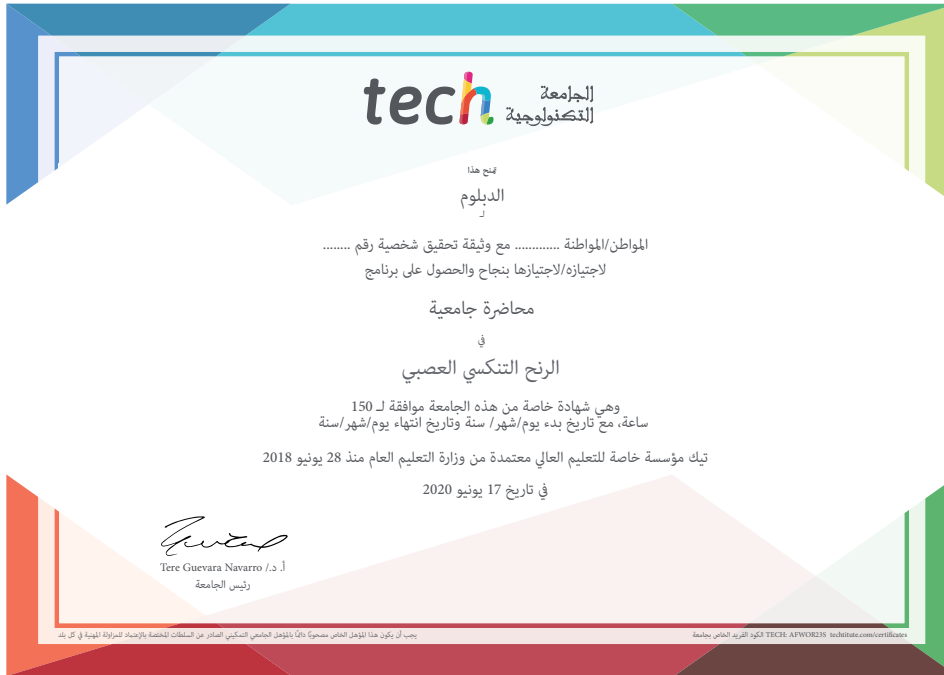 tech الجامعة
التكنولوجية
تمنح هذا
الدبلوم
لـ
المواطن/المواطنة ............. مع وثيقة تحقيق شخصية رقم ........
لاجتيازه/لاجتيازها بنجاح والحصول على برنامج
محاضرة جامعية
في
الرنح التنكسي العصبي
وهي شهادة خاصة من هذه الجامعة موافقة لـ 150
ساعة، مع تاريخ بدء يوم/شهر/ سنة وتاريخ انتهاء يوم/شهر/سنة
تيك مؤسسة خاصة للتعليم العالي معتمدة من وزارة التعليم العام منذ 28 يونيو 2018
في تاريخ 17 يونيو 2020
أ. د./ Tere Guevara Navarro
رئيس الجامعة
يجب أن يكون هذا المؤهل الخاص مصحوبًا دائمًا بالمؤهل الجامعي التمكيني الصادر عن السلطات المختصة بالإعتماد للمزاولة المهنية في كل بلد
الكود الفريد الخاص بجامعة TECH: AFWOR23S techtitute.com/certificates